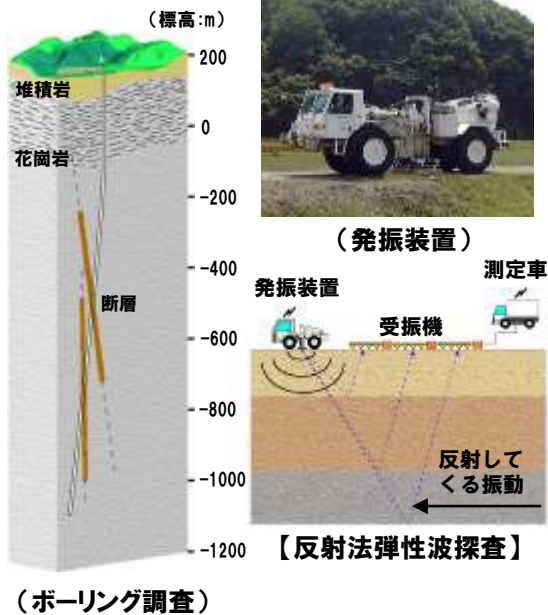 （標高:m）
200
堆積岩
0
花崗岩
-200
-400
断層
-600
-800
-1000
-1200
（ボーリング調査）
（発振装置）
測定車
発振装置
受振機
反射して
くる振動
【反射法弾性波探査】